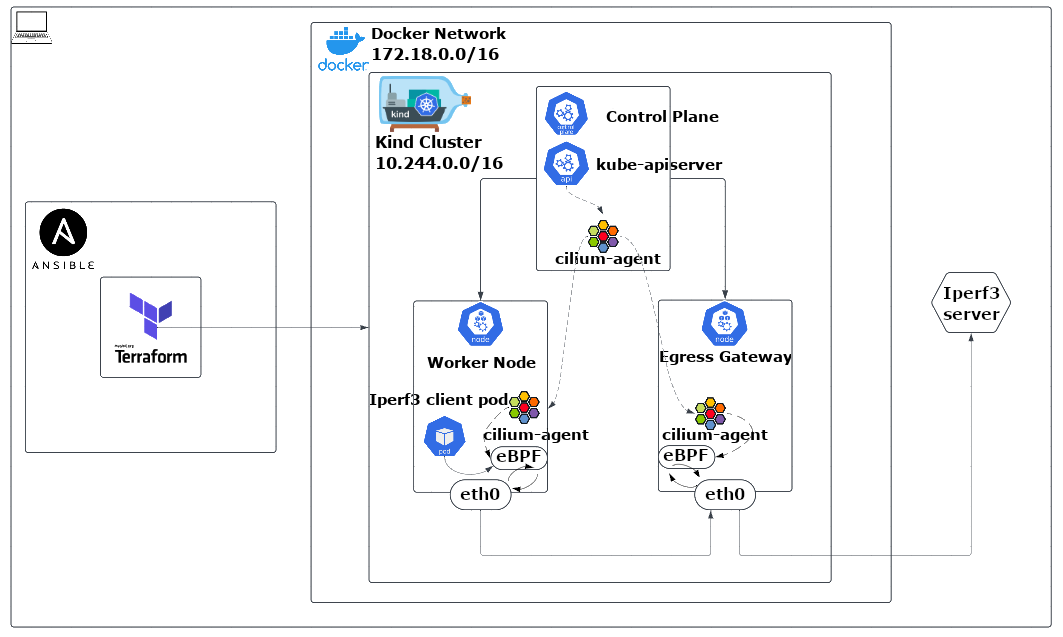 Docker Network
172.18.0.0/16
docker
kind
Kind Cluster
10.244.0.0/16
control
plane
Control Plane
api
kube-apiserver
cilium-agent
ANSIBLE
HashiCorp
Terraform
node
Worker Node
Iperf3 client pod
pod
cilium-agent
eBPF
eth0
node
Egress Gateway
cilium-agent
eBPF
eth0
Iperf3
server